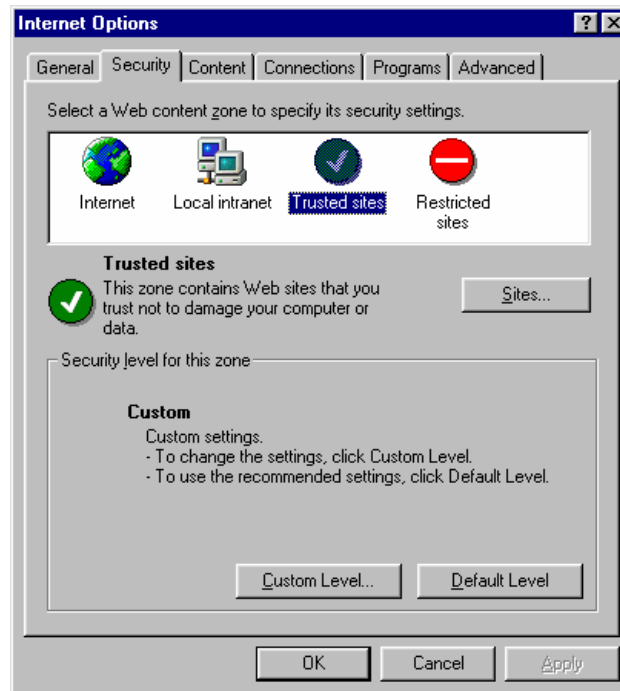 Internet Options
General Security Content Connections Programs Advanced
Select a Web content zone to specify its security settings.
Internet Local intranet Trusted sites Restricted
sites
Trusted sites
This zone contains Web sites that you
trust not to damage your computer or
data.
Sites...
Security level for this zone
Custom
Custom settings.
- To change the settings, click Custom Level.
- To use the recommended settings, click Default Level.
Custom Level... Default Level
OK Cancel Apply